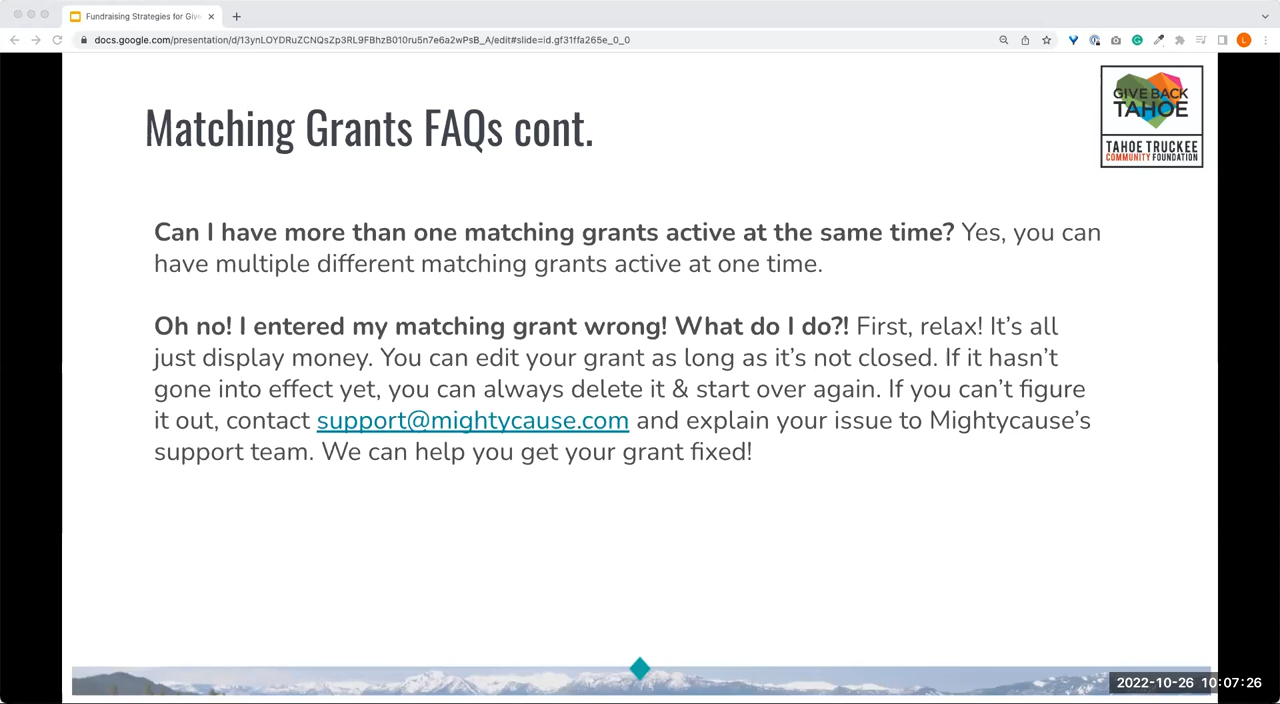 Fundraising Strategies for Giv
docs.google.com/presentation/d/13ynLOYDRuZCNQsZp3RL9FBhzB010ru5n7e6a2wPsB_A/edit#slide=id.gf31ffa265e_0_0
L
GIVE BACK
TAHOE
TAHOE TRUCKEE
COMMUNITY FOUNDATION
Matching Grants FAQs cont.
Can I have more than one matching grants active at the same time? Yes, you can
have multiple different matching grants active at one time.
Oh no! I entered my matching grant wrong! What do I do?! First, relax! It’s all
just display money. You can edit your grant as long as it’s not closed. If it hasn’t
gone into effect yet, you can always delete it & start over again. If you can’t figure
it out, contact support@mightycause.com and explain your issue to Mightycause’s
support team. We can help you get your grant fixed!
2022-10-26 10:07:26